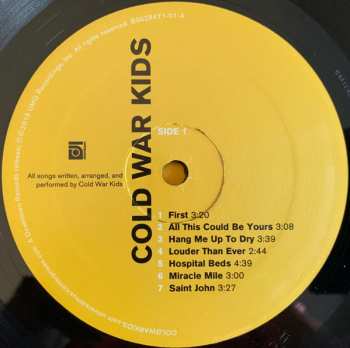 COLD WAR KIDS
SIDE 1
All songs written, arranged, and
performed by Cold War Kids
1 First 3:20
2 All This Could Be Yours 3:08
3 Hang Me Up To Dry 3:39
4 Louder Than Ever 2:44
5 Hospital Beds 4:39
6 Miracle Mile 3:00
7 Saint John 3:27
COLDWARKIDS.com